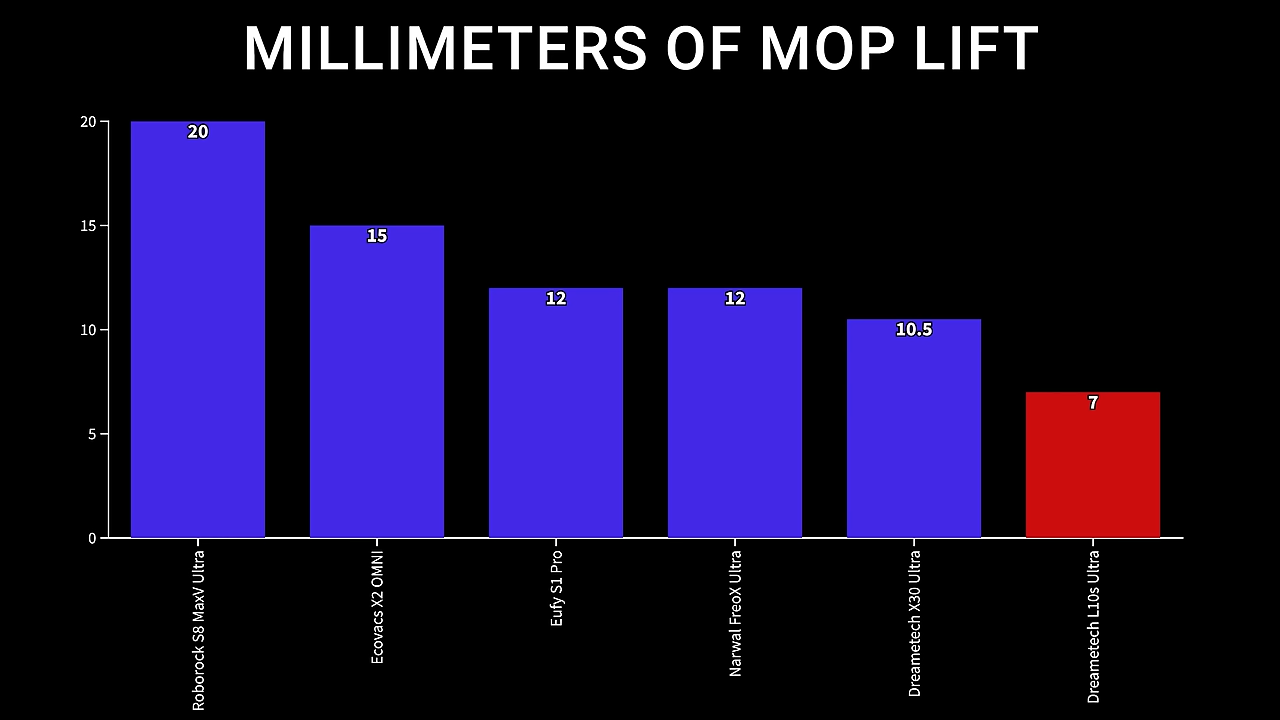 MILLIMETERS OF MOP LIFT
20
15
10
5
0
20
15
12
12
10.5
7
Roborock S8 MaxV Ultra
Ecovacs X2 OMNI
Eufy S1 Pro
Narwal FreoX Ultra
Dreametech X30 Ultra
Dreametech L10s Ultra